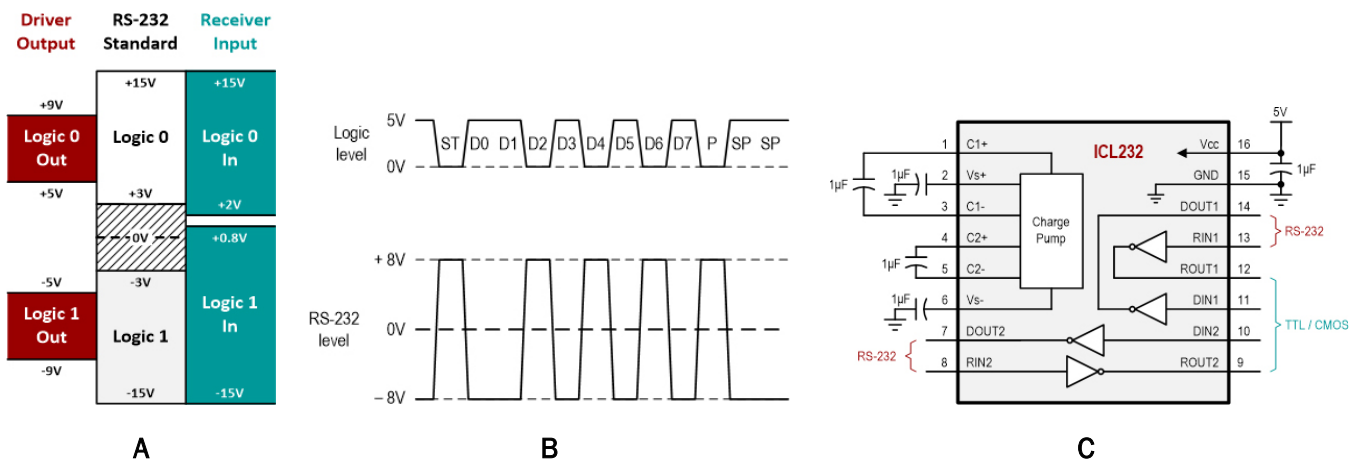 Driver
Output
RS-232
Standard
Receiver
Input
+9V
Logic 0
Out
+5V
-5V
Logic 1
Out
-9V
+15V
Logic 0
+3V
0V
-3V
Logic 1
-15V
+15V
Logic 0
In
+2V
+0.8V
Logic 1
In
-15V
A
Logic
level
5V
0V
ST D0 D1 D2 D3 D4 D5 D6 D7 P SP SP
RS-232
level
+ 8V
0V
– 8V
B
ICL232
Charge
Pump
1 C1+
2 Vs+
3 C1-
4 C2+
5 C2-
6 Vs-
7 DOUT2
8 RIN2
1µF
1µF
1µF
1µF
RS-232
5V
Vcc 16
1µF
GND 15
DOUT1 14
RIN1 13
ROUT1 12
DIN1 11
DIN2 10
ROUT2 9
RS-232
TTL / CMOS
C